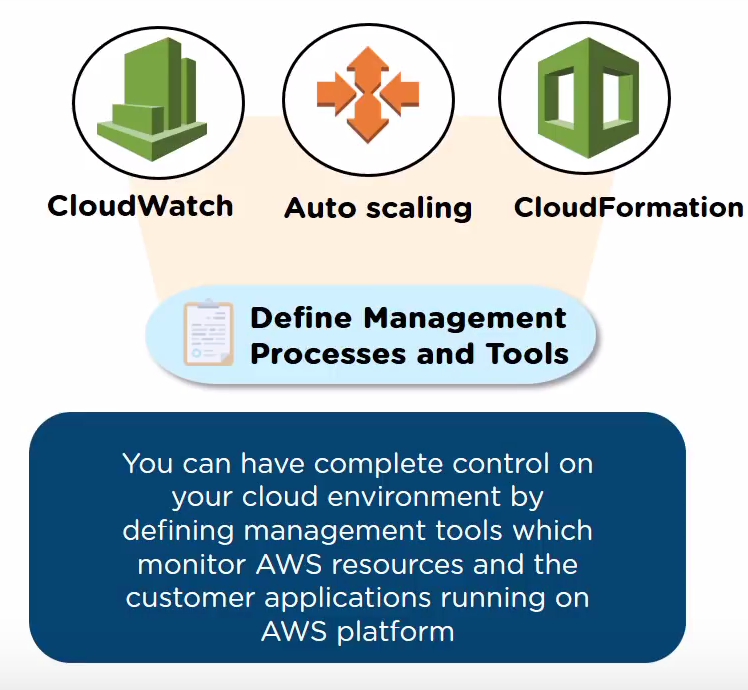 CloudWatch
Auto scaling
CloudFormation
Define Management
Processes and Tools
You can have complete control on
your cloud environment by
defining management tools which
monitor AWS resources and the
customer applications running on
AWS platform